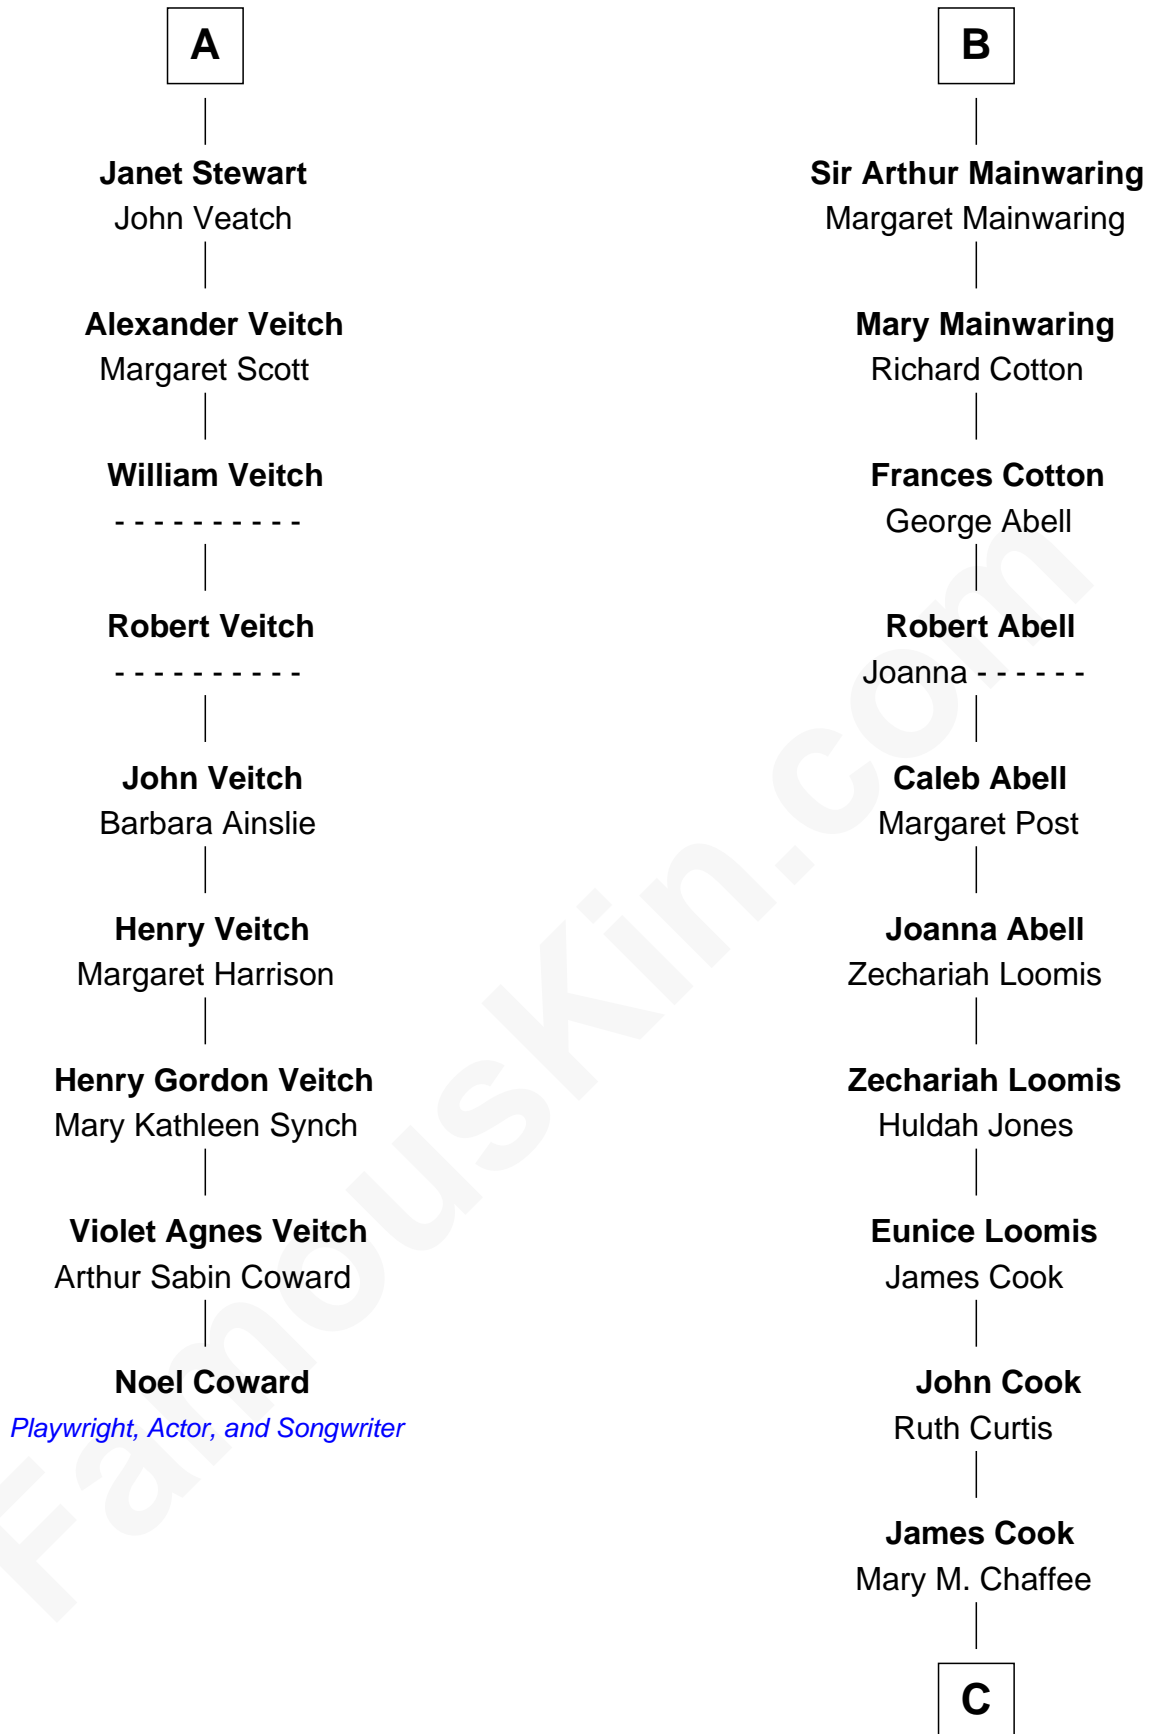 A
Janet Stewart
John Veatch
Alexander Veitch
Margaret Scott
William Veitch
- - - - - - - - - -
Robert Veitch
- - - - - - - - - -
John Veitch
Barbara Ainslie
Henry Veitch
Margaret Harrison
Henry Gordon Veitch
Mary Kathleen Synch
Violet Agnes Veitch
Arthur Sabin Coward
Noel Coward
Playwright, Actor, and Songwriter
B
Sir Arthur Mainwaring
Margaret Mainwaring
Mary Mainwaring
Richard Cotton
Frances Cotton
George Abell
Robert Abell
Joanna - - - - - -
Caleb Abell
Margaret Post
Joanna Abell
Zechariah Loomis
Zechariah Loomis
Huldah Jones
Eunice Loomis
James Cook
John Cook
Ruth Curtis
James Cook
Mary M. Chaffee
C
FamousKin.com